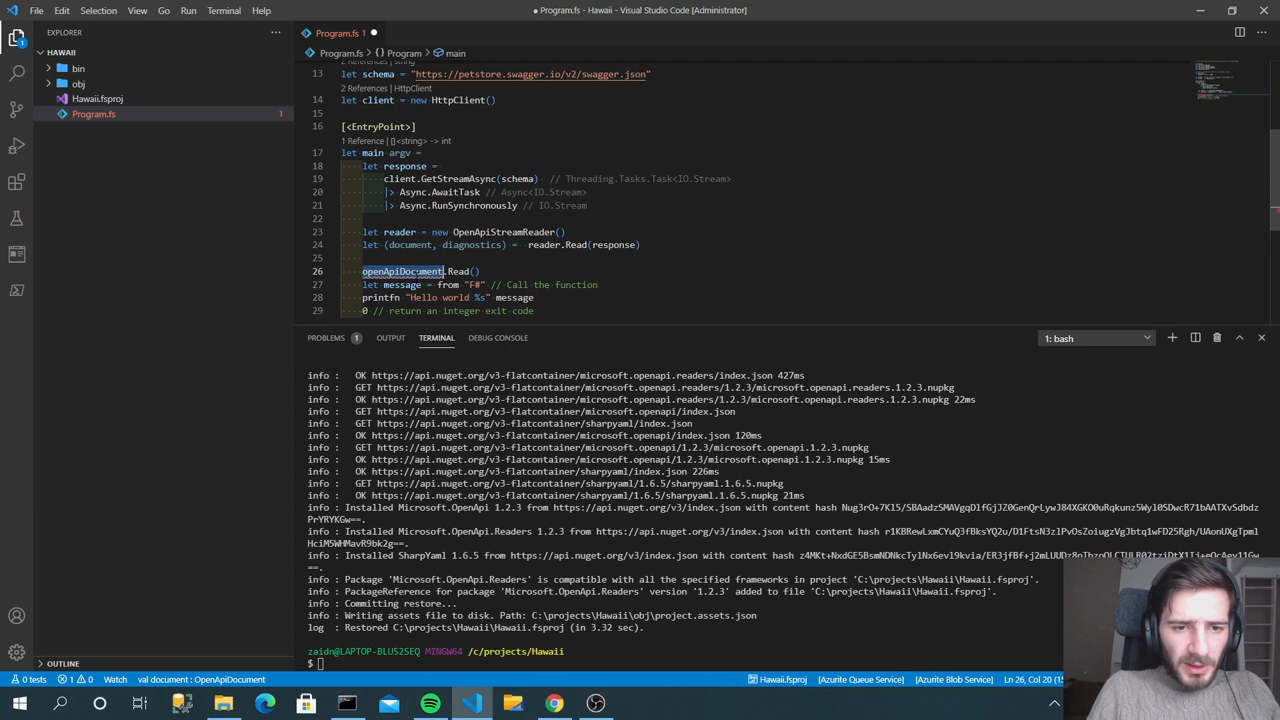 File Edit Selection View Go Run Terminal Help
● Program.fs - Hawaii - Visual Studio Code [Administrator]
EXPLORER
HAWAII
bin
obj
Hawaii.fsproj
Program.fs 1
OUTLINE
Program.fs 1
Program.fs > {} Program > main
2 References | string
13 let schema = "https://petstore.swagger.io/v2/swagger.json"
2 References | HttpClient
14 let client = new HttpClient()
15
16 [<EntryPoint>]
1 Reference | []<string> -> int
17 let main argv =
18 let response =
19 client.GetStreamAsync(schema) // Threading.Tasks.Task<IO.Stream>
20 |> Async.AwaitTask // Async<IO.Stream>
21 |> Async.RunSynchronously // IO.Stream
22
23 let reader = new OpenApiStreamReader()
24 let (document, diagnostics) = reader.Read(response)
25
26 openApiDocument.Read()
27 let message = from "F#" // Call the function
28 printfn "Hello world %s" message
29 0 // return an integer exit code
PROBLEMS 1 OUTPUT TERMINAL DEBUG CONSOLE
1: bash
info : OK https://api.nuget.org/v3-flatcontainer/microsoft.openapi.readers/index.json 427ms
info : GET https://api.nuget.org/v3-flatcontainer/microsoft.openapi.readers/1.2.3/microsoft.openapi.readers.1.2.3.nupkg
info : OK https://api.nuget.org/v3-flatcontainer/microsoft.openapi.readers/1.2.3/microsoft.openapi.readers.1.2.3.nupkg 22ms
info : GET https://api.nuget.org/v3-flatcontainer/microsoft.openapi/index.json
info : GET https://api.nuget.org/v3-flatcontainer/sharpyaml/index.json
info : OK https://api.nuget.org/v3-flatcontainer/microsoft.openapi/index.json 120ms
info : GET https://api.nuget.org/v3-flatcontainer/microsoft.openapi/1.2.3/microsoft.openapi.1.2.3.nupkg
info : OK https://api.nuget.org/v3-flatcontainer/microsoft.openapi/1.2.3/microsoft.openapi.1.2.3.nupkg 15ms
info : OK https://api.nuget.org/v3-flatcontainer/sharpyaml/index.json 226ms
info : GET https://api.nuget.org/v3-flatcontainer/sharpyaml/1.6.5/sharpyaml.1.6.5.nupkg
info : OK https://api.nuget.org/v3-flatcontainer/sharpyaml/1.6.5/sharpyaml.1.6.5.nupkg 21ms
info : Installed Microsoft.OpenApi 1.2.3 from https://api.nuget.org/v3/index.json with content hash
info : Installed Microsoft.OpenApi.Readers 1.2.3 from https://api.nuget.org/v3/index.json with content hash
info : Installed SharpYaml 1.6.5 from https://api.nuget.org/v3/index.json with content hash
==.
info : Package 'Microsoft.OpenApi.Readers' is compatible with all the specified frameworks in project 'C:\projects\Hawaii\Hawaii.fsproj'.
info : PackageReference for package 'Microsoft.OpenApi.Readers' version '1.2.3' added to file 'C:\projects\Hawaii\Hawaii.fsproj'.
info : Committing restore...
info : Writing assets file to disk. Path: C:\projects\Hawaii\obj\project.assets.json
log : Restored C:\projects\Hawaii\Hawaii.fsproj (in 3.32 sec).
zaidn@LAPTOP-BLU52SEQ MINGW64 /c/projects/Hawaii
$
0 tests 1 0 Watch val document : OpenApiDocument Hawaii.fsproj [Azurite Queue Service] [Azurite Blob Service] Ln 26, Col 20